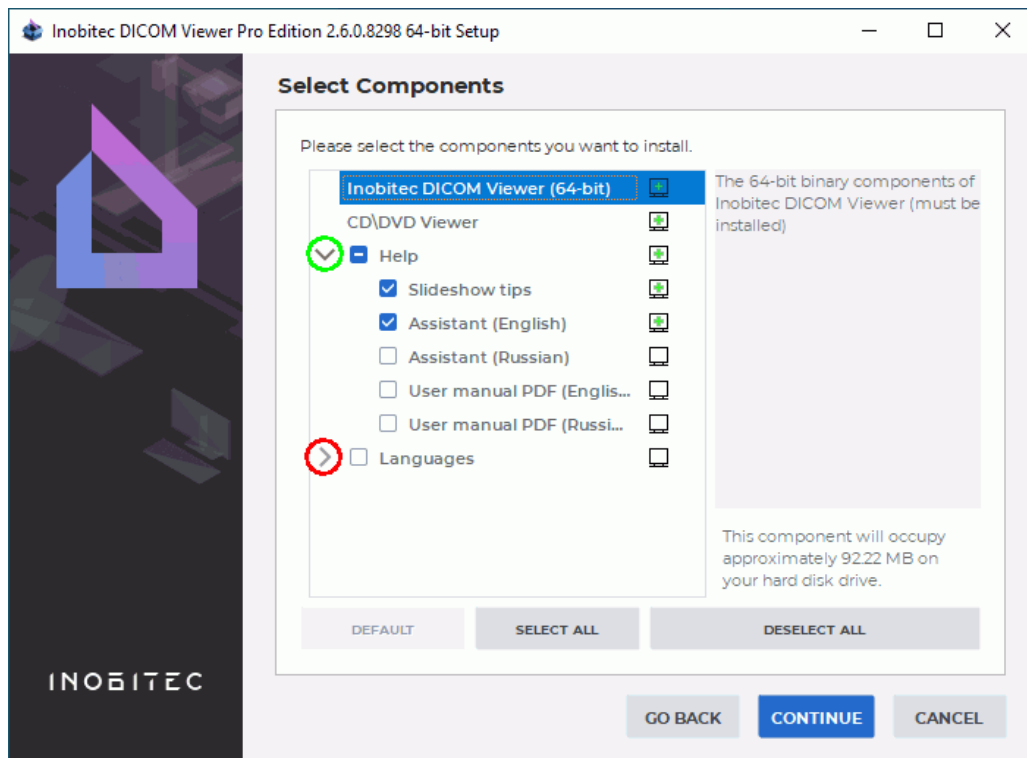 Inobitec DICOM Viewer Pro Edition 2.6.0.8298 64-bit Setup
Select Components
Please select the components you want to install.
Inobitec DICOM Viewer (64-bit)
CD\DVD Viewer
Help
Slideshow tips
Assistant (English)
Assistant (Russian)
User manual PDF (Englis...
User manual PDF (Russi...
Languages
The 64-bit binary components of
Inobitec DICOM Viewer (must be
installed)
This component will occupy
approximately 92.22 MB on
your hard disk drive.
DEFAULT
SELECT ALL
DESELECT ALL
INOBITEC
GO BACK
CONTINUE
CANCEL